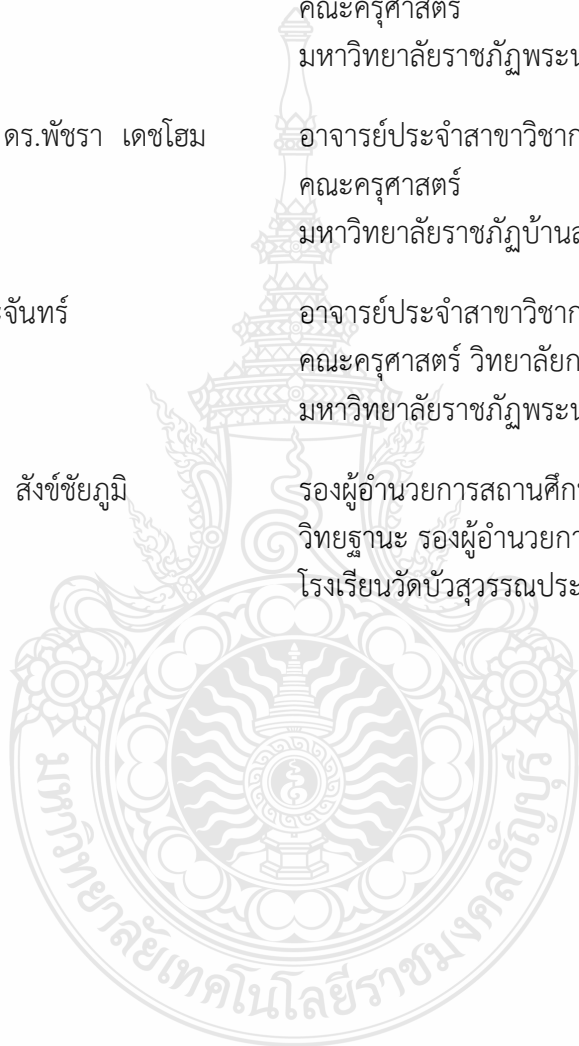 คณะครุศาสตร์
มหาวิทยาลัยราชภัฏพระน
ดร.พัชรา เดชโฮม อาจารย์ประจำสาขาวิชาก
คณะครุศาสตร์
มหาวิทยาลัยราชภัฏบ้านส
ะจันทร์ อาจารย์ประจำสาขาวิชาก
คณะครุศาสตร์ วิทยาลัยก
มหาวิทยาลัยราชภัฏพระน
สังข์ชัยภูมิ รองผู้อำนวยการสถานศึกษ
วิทยฐานะ รองผู้อำนวยกา
โรงเรียนวัดบัวสุวรรณประ
มหาวิทยาลัยเทคโนโลยีราชมงคลธัญบุรี